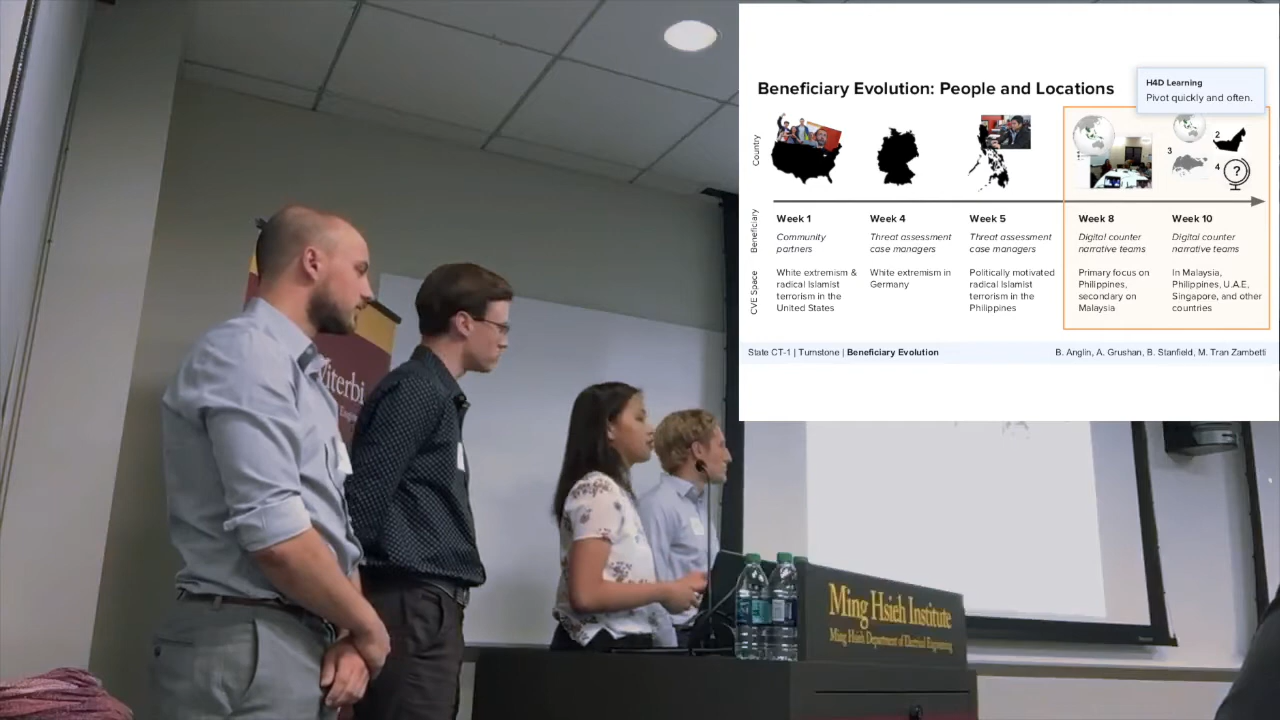 H4D Learning
Pivot quickly and often.
Beneficiary Evolution: People and Locations
Country
2
3
4
?
Beneficiary
Week 1
Community
partners
Week 4
Threat assessment
case managers
Week 5
Threat assessment
case managers
Week 8
Digital counter
narrative teams
Week 10
Digital counter
narrative teams
CVE Space
White extremism &
radical Islamist
terrorism in the
United States
White extremism in
Germany
Politically motivated
radical Islamist
terrorism in the
Philippines
Primary focus on
Philippines,
secondary on
Malaysia
In Malaysia,
Philippines, U.A.E,
Singapore, and other
countries
State CT-1 | Turnstone | Beneficiary Evolution
B. Anglin, A. Grushan, B. Stanfield, M. Tran Zambetti
Viterbi
Ming Hsieh Institute
Ming Hsieh Department of Electrical Engineering